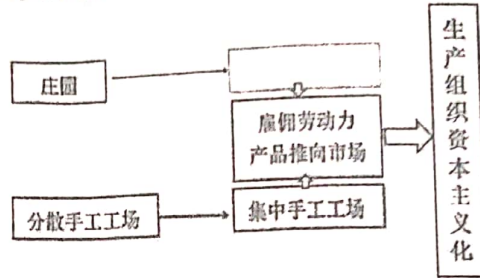 庄园
雇佣劳动力
产品推向市场
分散手工工场
集中手工工场
生产组织资本主义化